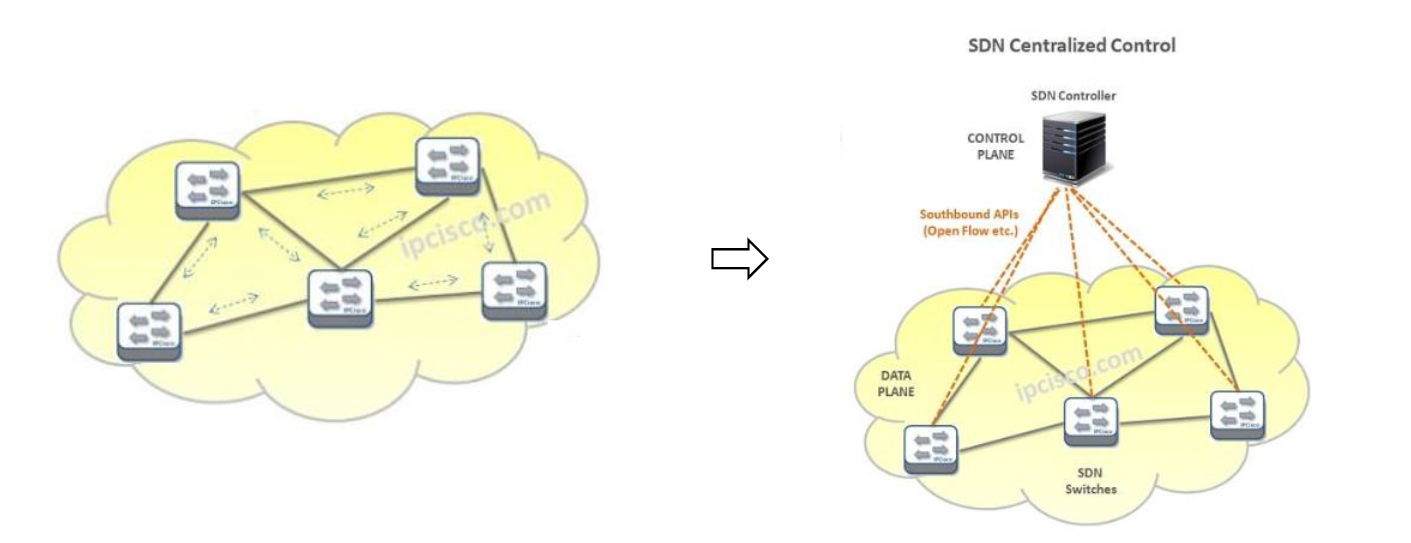 IPCisco
IPCisco
ipcisco.com
IPCisco
IPCisco
IPCisco
SDN Centralized Control
SDN Controller
CONTROL
PLANE
Southbound APIs
(Open Flow etc.)
IPCisco
IPCisco
ipcisco.com
DATA
PLANE
IPCisco
IPCisco
IPCisco
SDN
Switches